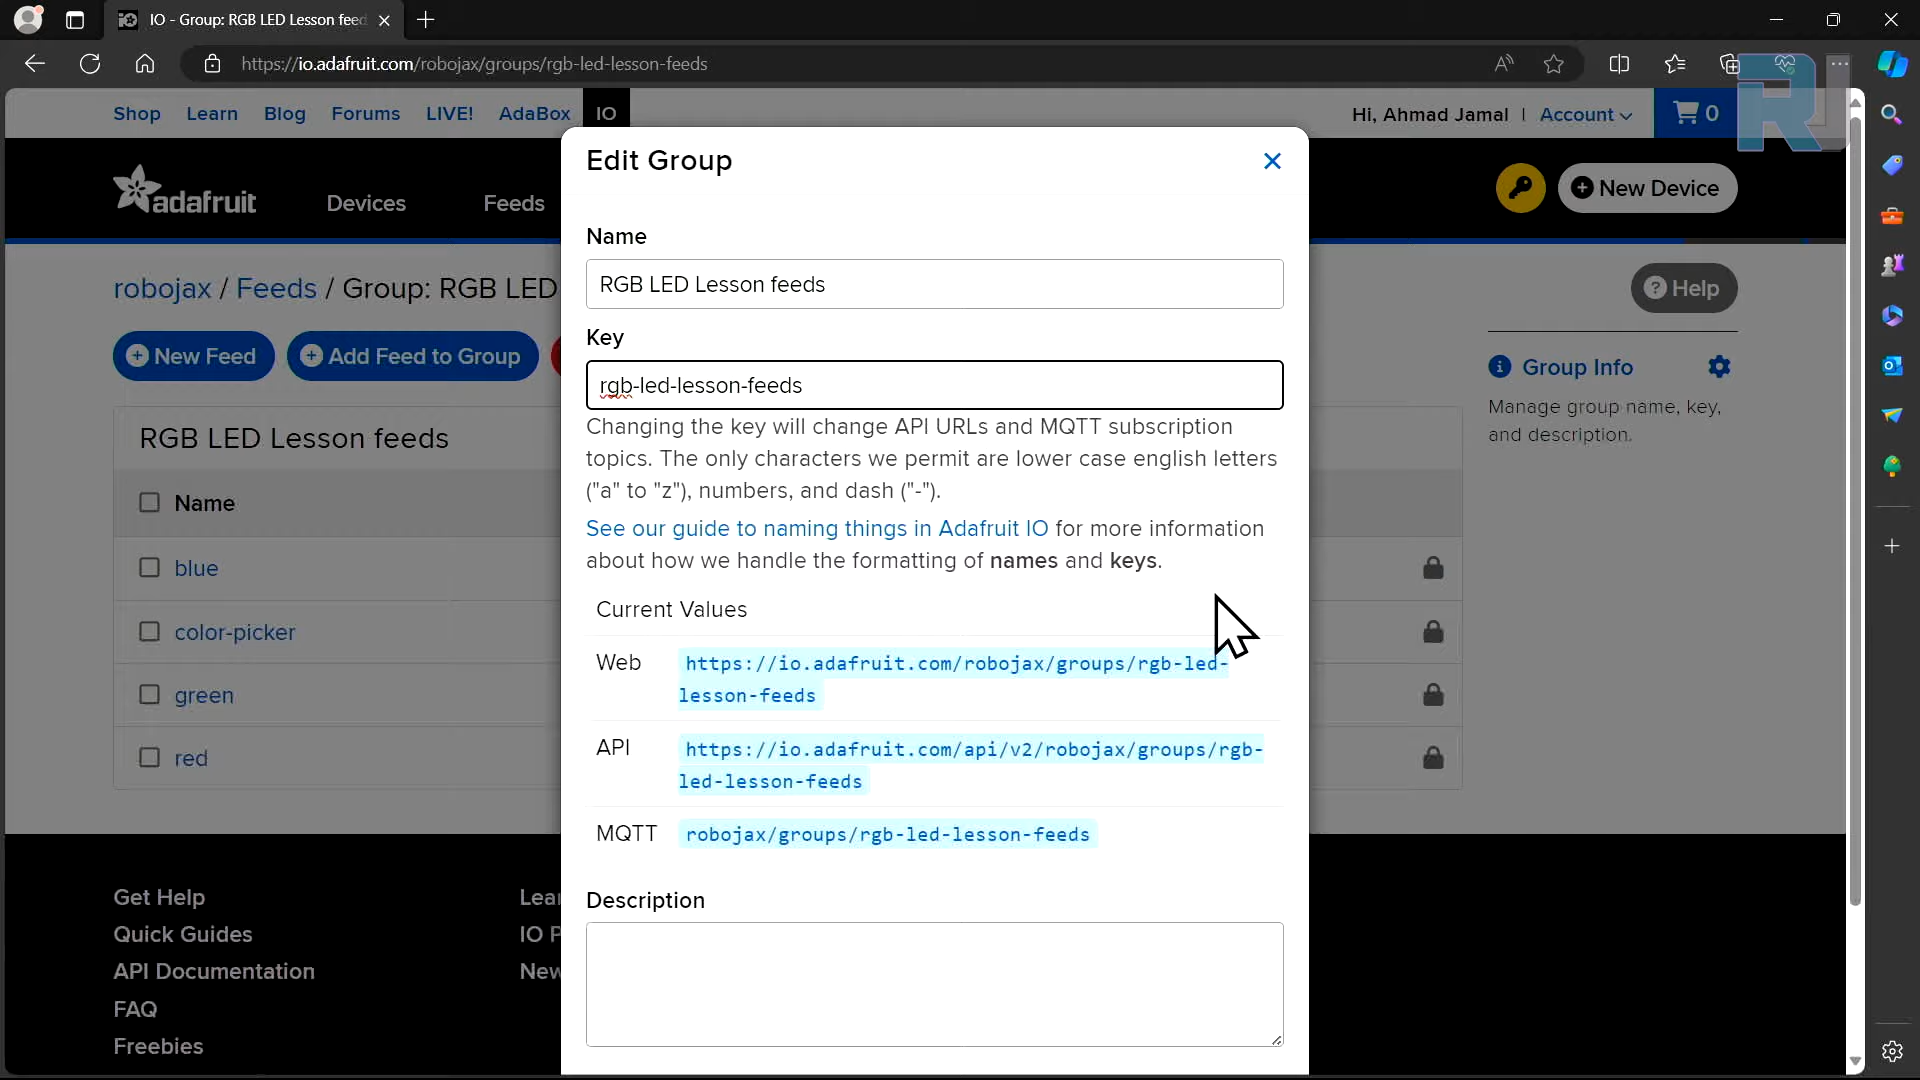 IO - Group: RGB LED Lesson feed
https://io.adafruit.com/robojax/groups/rgb-led-lesson-feeds
Shop Learn Blog Forums LIVE! AdaBox IO
Hi, Ahmad Jamal | Account
0
RJ
adafruit
Devices
Feeds
New Device
Edit Group
Name
RGB LED Lesson feeds
Key
rgb-led-lesson-feeds
Changing the key will change API URLs and MQTT subscription
topics. The only characters we permit are lower case english letters
("a" to "z"), numbers, and dash ("-").
See our guide to naming things in Adafruit IO for more information
about how we handle the formatting of names and keys.
Current Values
Web https://io.adafruit.com/robojax/groups/rgb-led-
lesson-feeds
API https://io.adafruit.com/api/v2/robojax/groups/rgb-
led-lesson-feeds
MQTT robojax/groups/rgb-led-lesson-feeds
Description
robojax / Feeds / Group: RGB LED
New Feed
Add Feed to Group
RGB LED Lesson feeds
Name
blue
color-picker
green
red
Help
Group Info
Manage group name, key,
and description.
Get Help
Quick Guides
API Documentation
FAQ
Freebies
Lea
IO P
New